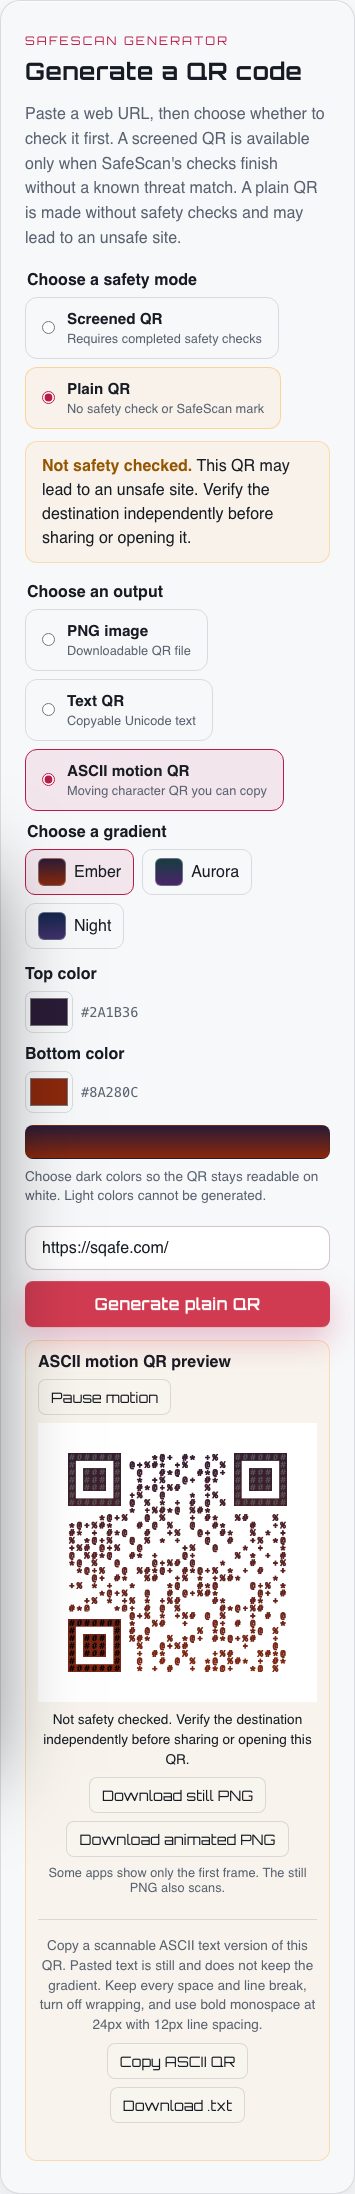 SAFESCAN GENERATOR
Generate a QR code
Paste a web URL, then choose whether to
check it first. A screened QR is available
only when SafeScan's checks finish
without a known threat match. A plain QR
is made without safety checks and may
lead to an unsafe site.
Choose a safety mode
Screened QR
Requires completed safety checks
Plain QR
No safety check or SafeScan mark
Not safety checked. This QR may
lead to an unsafe site. Verify the
destination independently before
sharing or opening it.
Choose an output
PNG image
Downloadable QR file
Text QR
Copyable Unicode text
ASCII motion QR
Moving character QR you can copy
Choose a gradient
Ember
Aurora
Night
Top color
#2A1B36
Bottom color
#8A280C
Choose dark colors so the QR stays readable on
white. Light colors cannot be generated.
https://sqafe.com/
Generate plain QR
ASCII motion QR preview
Pause motion
Not safety checked. Verify the destination
independently before sharing or opening this
QR.
Download still PNG
Download animated PNG
Some apps show only the first frame. The still
PNG also scans.
Copy a scannable ASCII text version of this
QR. Pasted text is still and does not keep the
gradient. Keep every space and line break,
turn off wrapping, and use bold monospace at
24px with 12px line spacing.
Copy ASCII QR
Download .txt